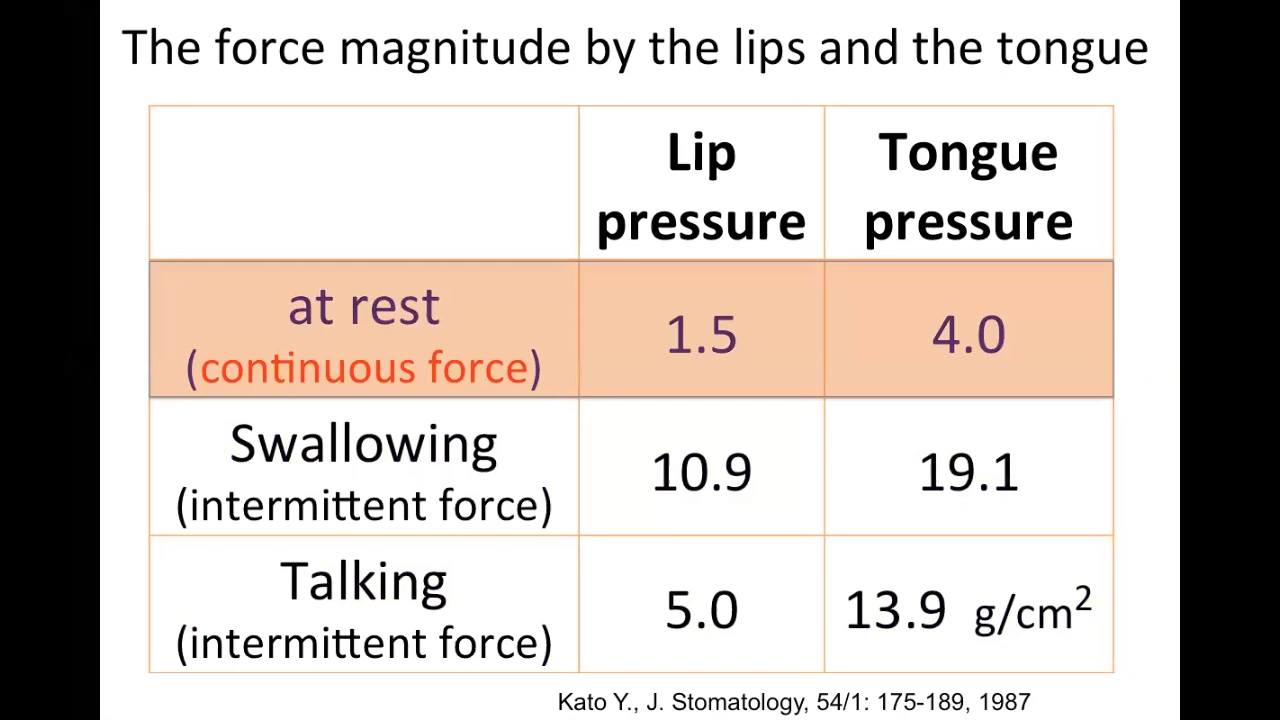 The force magnitude by the lips and the tongue
Lip pressure
Tongue pressure
at rest
(continuous force)
1.5
4.0
Swallowing
(intermittent force)
10.9
19.1
Talking
(intermittent force)
5.0
13.9 g/cm²
Kato Y., J. Stomatology, 54/1: 175-189, 1987